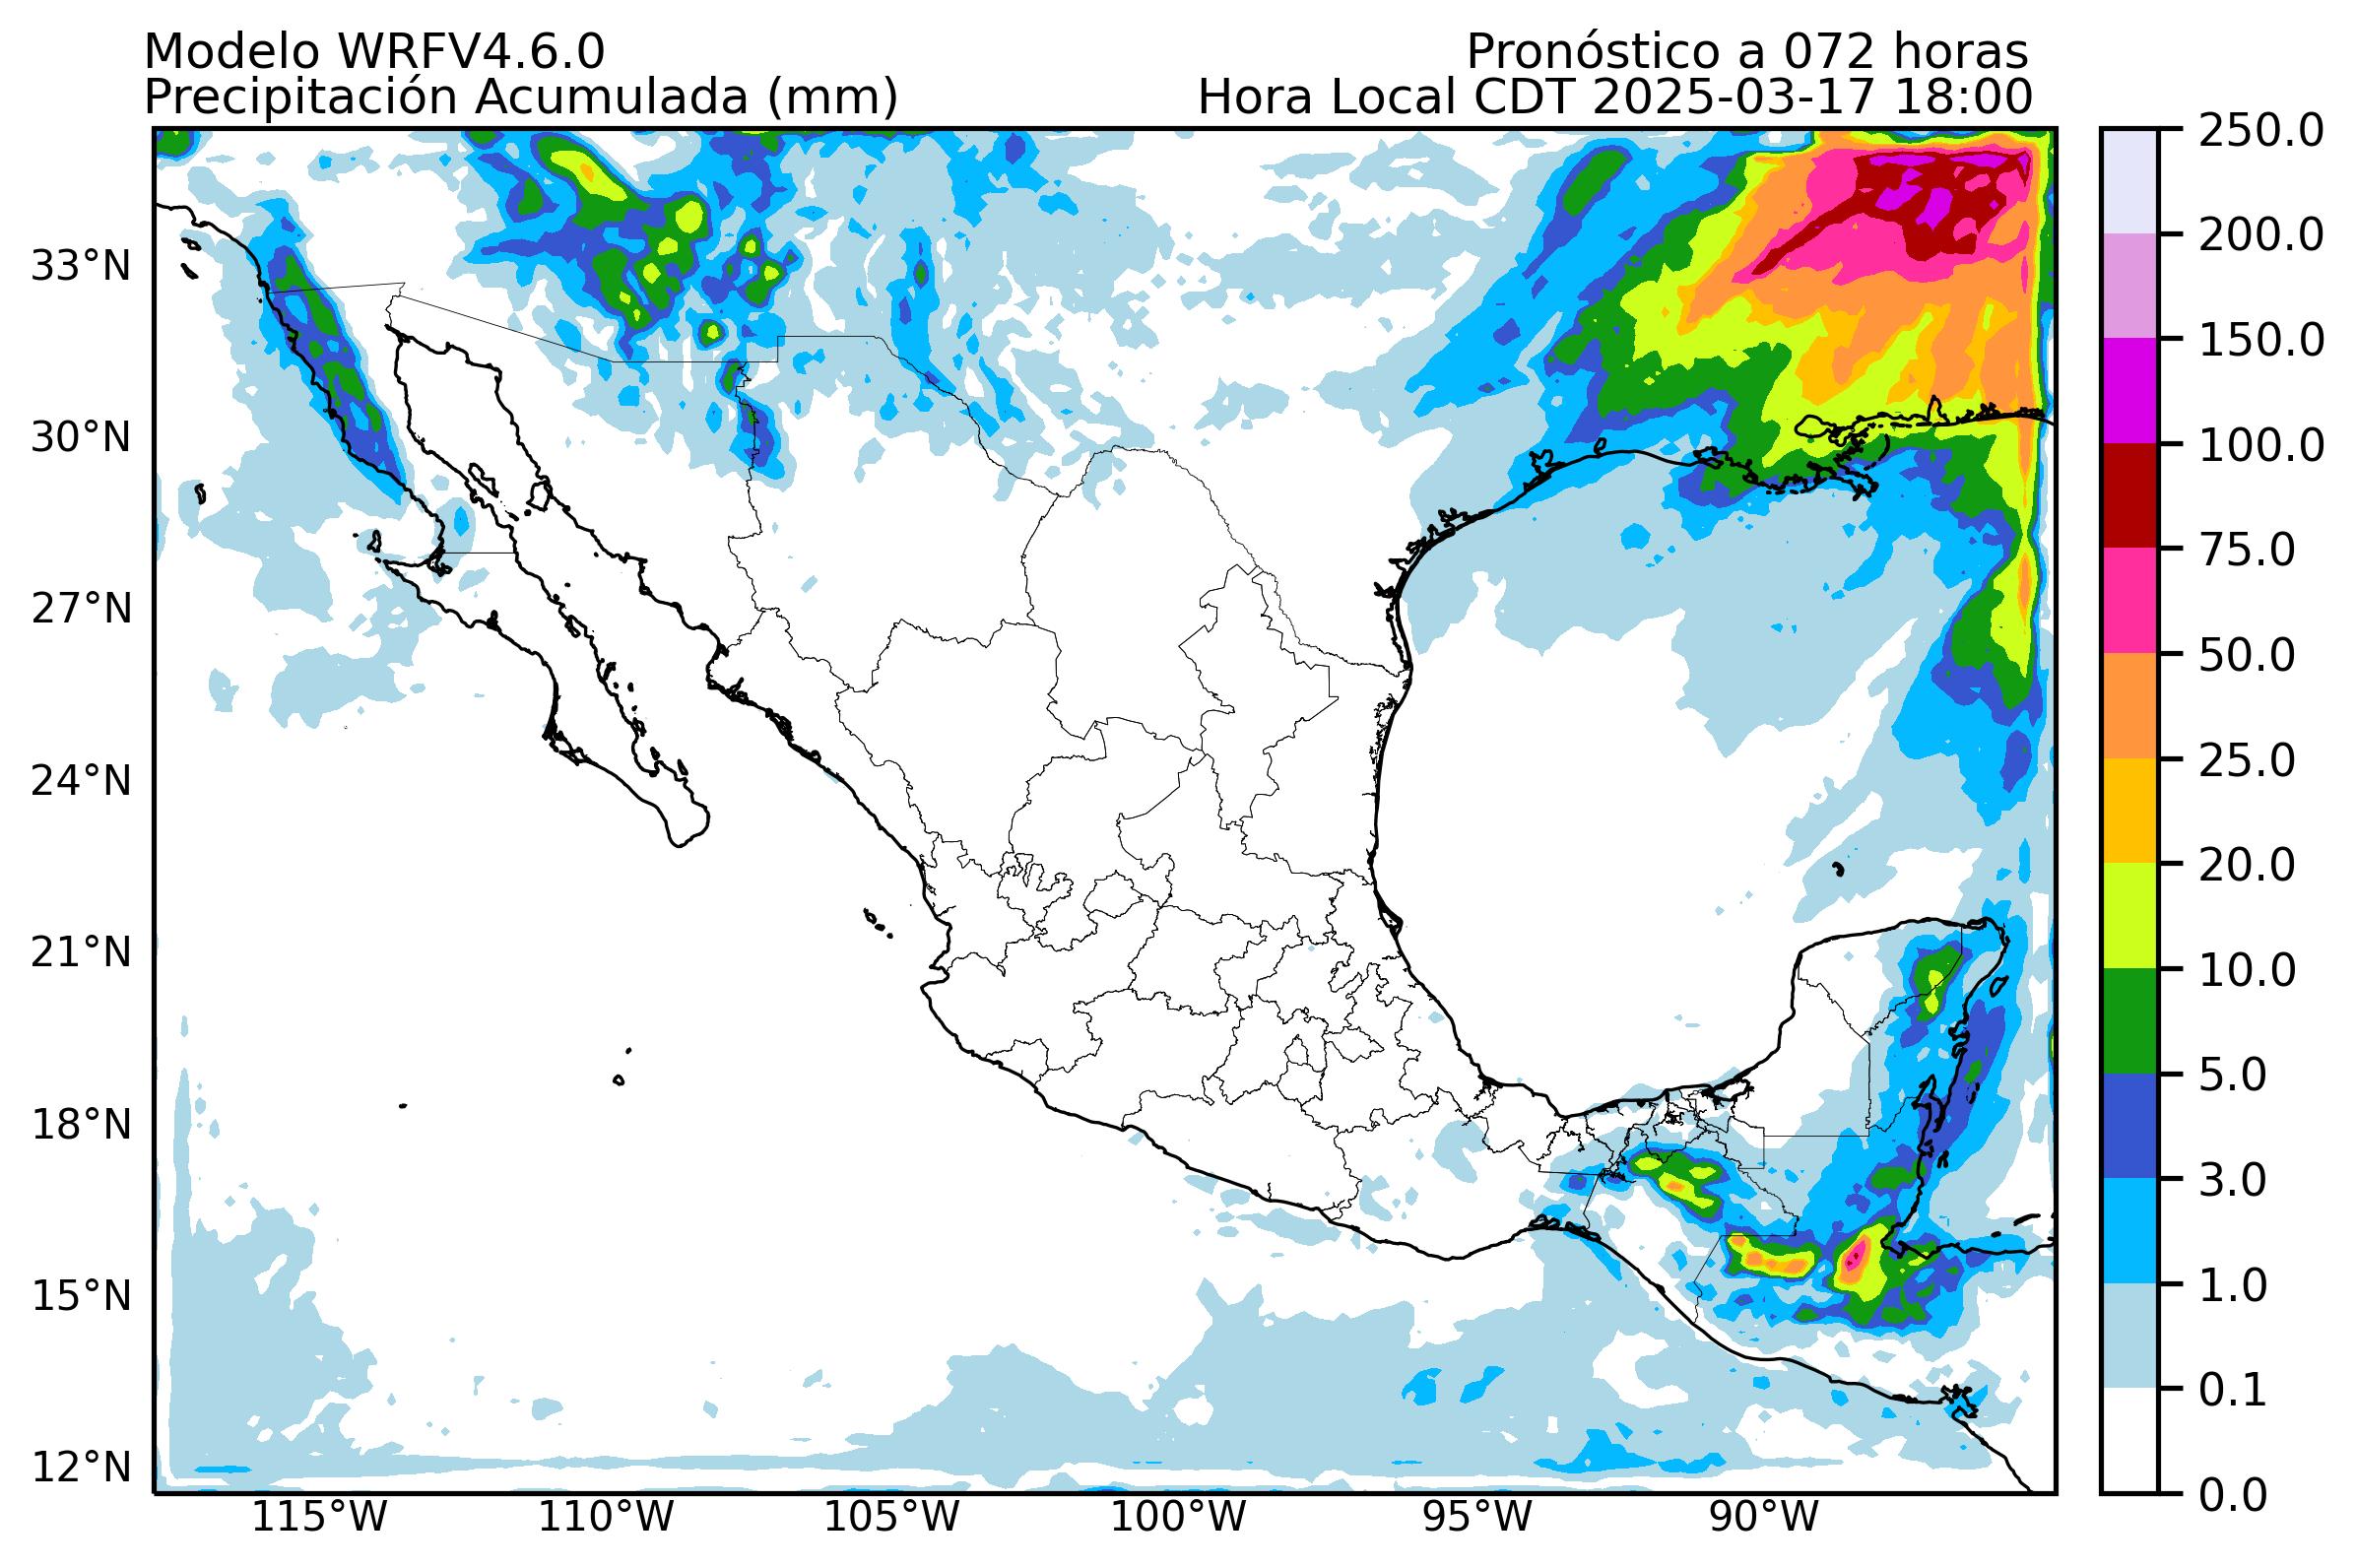 Modelo WRFV4.6.0
Pronóstico a 072 horas
Precipitación Acumulada (mm)
Hora Local CDT 2025-03-17 18:00
33°N
30°N
27°N
24°N
21°N
18°N
15°N
12°N
115°W
110°W
105°W
100°W
95°W
90°W
250.0
200.0
150.0
100.0
75.0
50.0
25.0
20.0
10.0
5.0
3.0
1.0
0.1
0.0